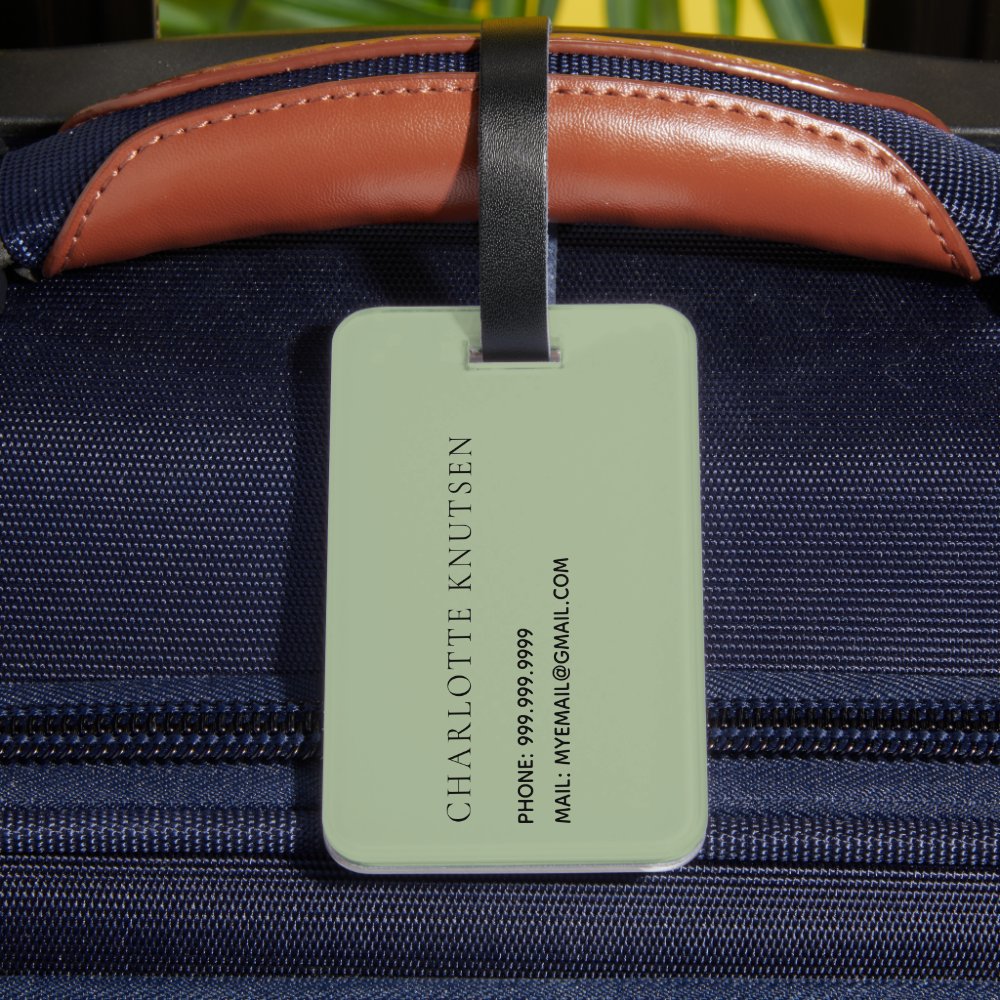 CHARLOTTE KNUTSEN
PHONE: 999.999.9999
MAIL: MYEMAIL@GMAIL.COM